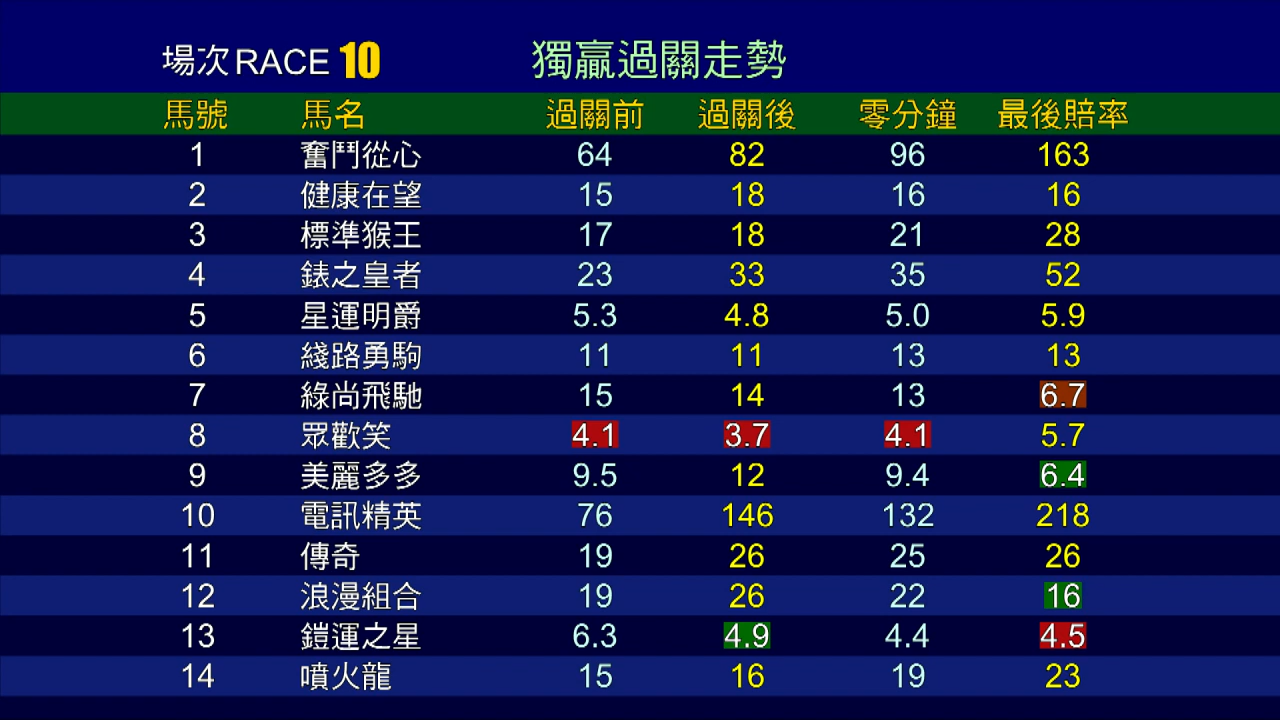 場次RACE 10 獨贏過關走勢
馬號 馬名 過關前 過關後 零分鐘 最後賠率
1 奮鬥從心 64 82 96 163
2 健康在望 15 18 16 16
3 標準猴王 17 18 21 28
4 錶之皇者 23 33 35 52
5 星運明爵 5.3 4.8 5.0 5.9
6 綫路勇駒 11 11 13 13
7 綠尚飛馳 15 14 13 6.7
8 眾歡笑 4.1 3.7 4.1 5.7
9 美麗多多 9.5 12 9.4 6.4
10 電訊精英 76 146 132 218
11 傳奇 19 26 25 26
12 浪漫組合 19 26 22 16
13 鎧運之星 6.3 4.9 4.4 4.5
14 噴火龍 15 16 19 23